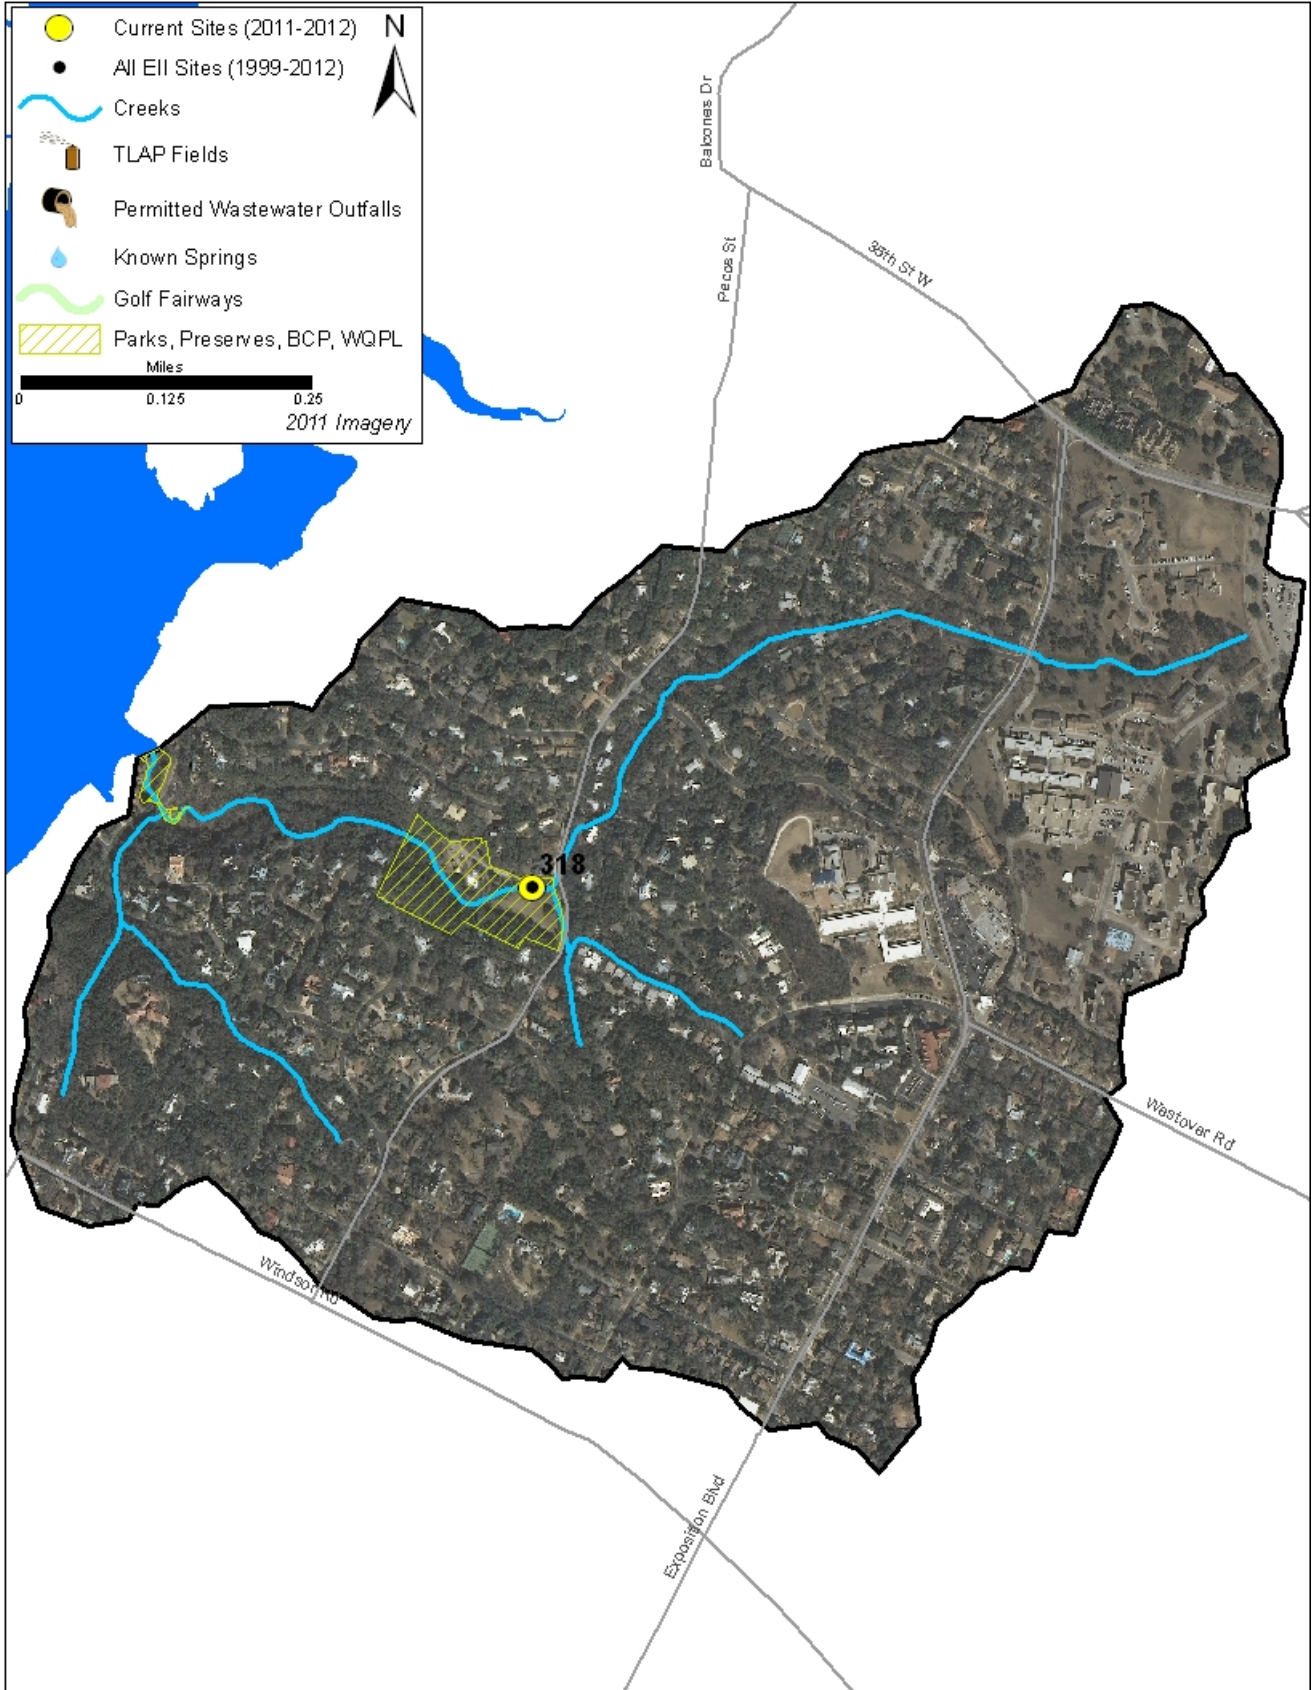 Current Sites (2011-2012)
N
All EII Sites (1999-2012)
Creeks
TLAP Fields
Permitted Wastewater Outfalls
Known Springs
Golf Fairways
Parks, Preserves, BCP, WQPL
Miles
0 0.125 0.25
2011 Imagery
Balcones Dr
Pecos St
35th St W
318
Westover Rd
Windsor Rd
Exposition Blvd